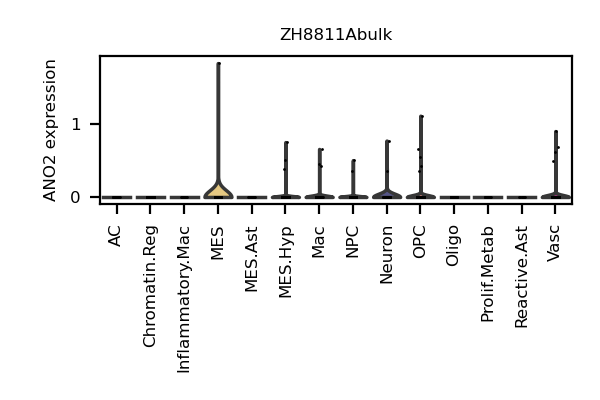 ZH8811Abulk
ANO2 expression
1
0
AC
Chromatin.Reg
Inflammatory.Mac
MES
MES.Ast
MES.Hyp
Mac
NPC
Neuron
OPC
Oligo
Prolif.Metab
Reactive.Ast
Vasc